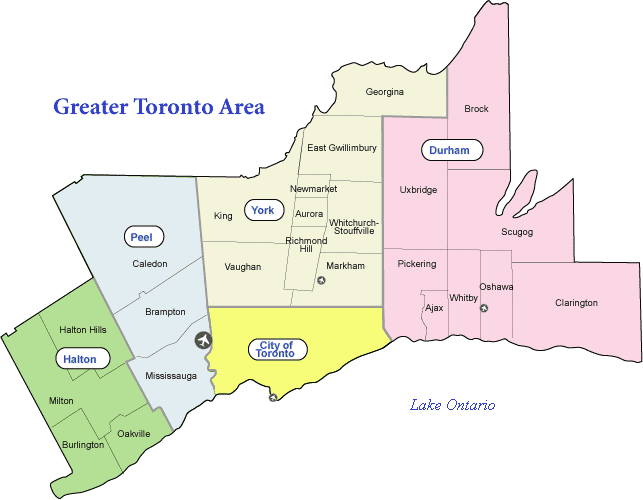 Greater Toronto Area
Georgina
Brock
East Gwillimbury
Durham
Newmarket
Uxbridge
King
York
Aurora
Whitchurch-
Stouffville
Scugog
Peel
Richmond
Hill
Caledon
Vaughan
Markham
Pickering
Oshawa
Whitby
Clarington
Ajax
Brampton
Halton Hills
City of
Toronto
Halton
Mississauga
Milton
Lake Ontario
Oakville
Burlington